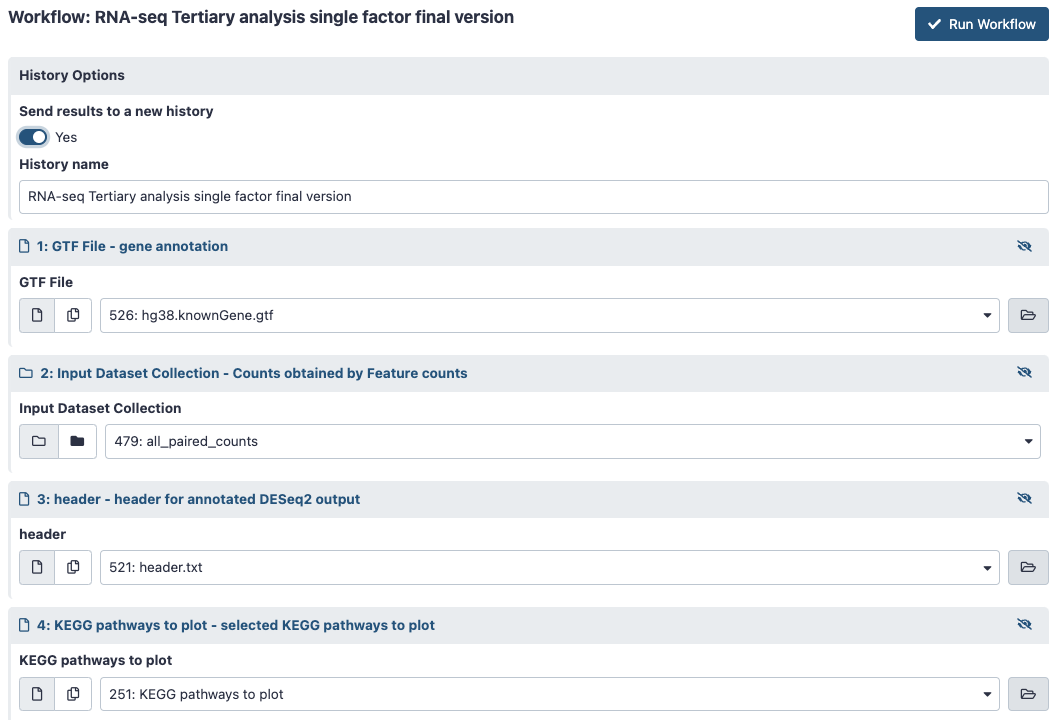 Workflow: RNA-seq Tertiary analysis single factor final version
Run Workflow
History Options
Send results to a new history
Yes
History name
RNA-seq Tertiary analysis single factor final version
1: GTF File - gene annotation
GTF File
526: hg38.knownGene.gtf
2: Input Dataset Collection - Counts obtained by Feature counts
Input Dataset Collection
479: all_paired_counts
3: header - header for annotated DESeq2 output
header
521: header.txt
4: KEGG pathways to plot - selected KEGG pathways to plot
KEGG pathways to plot
251: KEGG pathways to plot